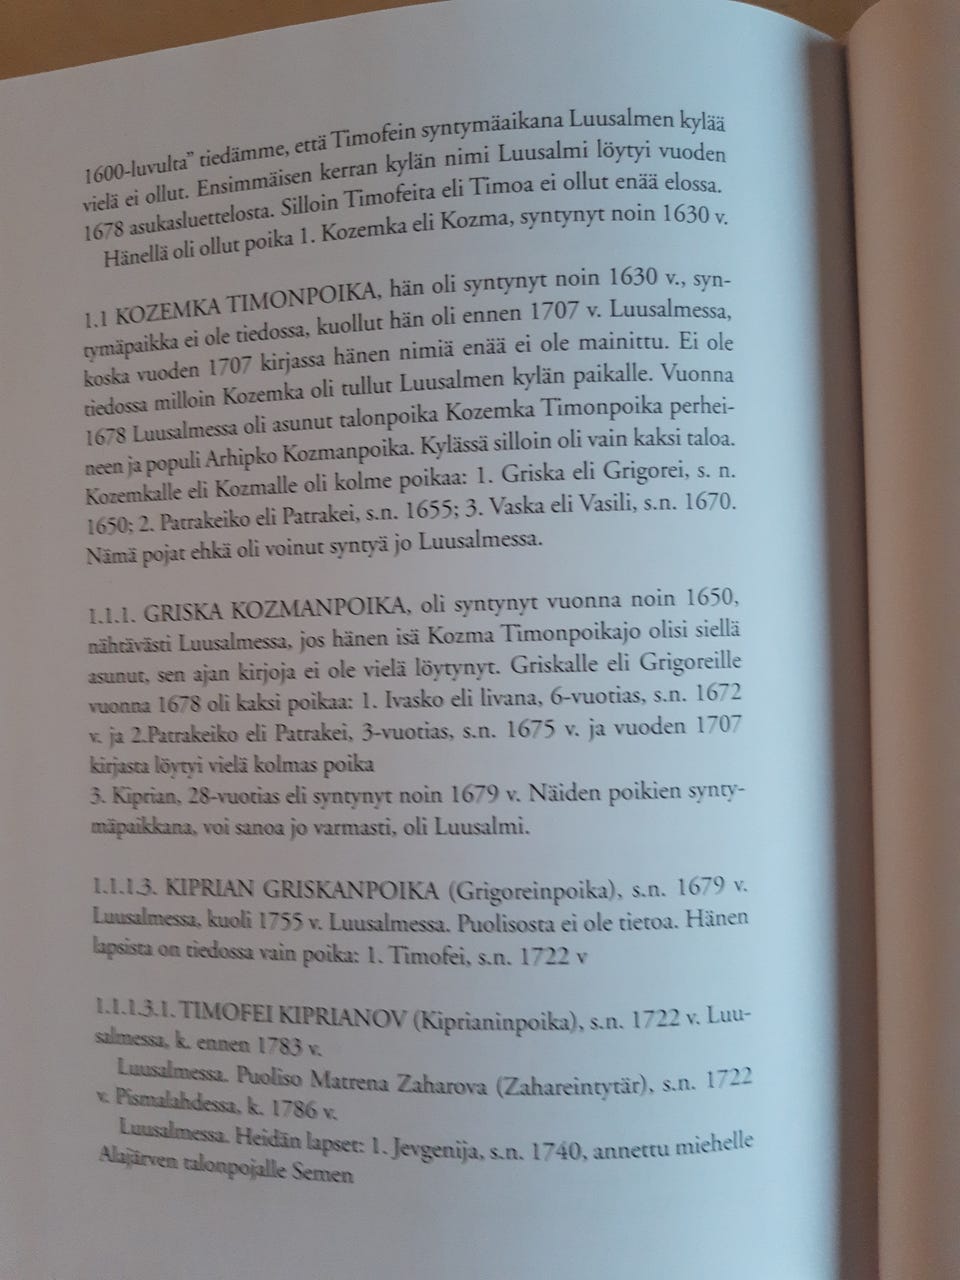 1600-luvulta” tiedämme, että Timofein syntymäaikana Luusalmen kylää
vielä ei ollut. Ensimmäisen kerran kylän nimi Luusalmi löytyi vuoden
1678 asukasluettelosta. Silloin Timofeita eli Timoa ei ollut enää elossa.
Hänellä oli ollut poika 1. Kozemka eli Kozma, syntynyt noin 1630 v.
1.1 KOZEMKA TIMONPOIKA, hän oli syntynyt noin 1630 v., syn-
tymäpaikka ei ole tiedossa, kuollut hän oli ennen 1707 v. Luusalmessa,
koska vuoden 1707 kirjassa hänen nimiä enää ei ole mainittu. Ei ole
tiedossa milloin Kozemka oli tullut Luusalmen kylän paikalle. Vuonna
1678 Luusalmessa oli asunut talonpoika Kozemka Timonpoika perhei-
neen ja populi Arhipko Kozmanpoika. Kylässä silloin oli vain kaksi taloa.
Kozemkalle eli Kozmalle oli kolme poikaa: 1. Griska eli Grigorei, s. n.
1650; 2. Patrakeiko eli Patrakei, s.n. 1655; 3. Vaska eli Vasili, s.n. 1670.
Nämä pojat ehkä oli voinut syntyä jo Luusalmessa.
1.1.1. GRISKA KOZMANPOIKA, oli syntynyt vuonna noin 1650,
nähtävästi Luusalmessa, jos hänen isä Kozma Timonpoikajo olisi siellä
asunut, sen ajan kirjoja ei ole vielä löytynyt. Griskalle eli Grigoreille
vuonna 1678 oli kaksi poikaa: 1. Ivasko eli Iivana, 6-vuotias, s.n. 1672
v. ja 2.Patrakeiko eli Patrakei, 3-vuotias, s.n. 1675 v. ja vuoden 1707
kirjasta löytyi vielä kolmas poika
3. Kiprian, 28-vuotias eli syntynyt noin 1679 v. Näiden poikien synty-
mäpaikkana, voi sanoa jo varmasti, oli Luusalmi.
1.1.1.3. KIPRIAN GRISKANPOIKA (Grigoreinpoika), s.n. 1679 v.
Luusalmessa, kuoli 1755 v. Luusalmessa. Puolisosta ei ole tietoa. Hänen
lapsista on tiedossa vain poika: 1. Timofei, s.n. 1722 v
1.1.1.3.1. TIMOFEI KIPRIANOV (Kiprianinpoika), s.n. 1722 v. Luu-
salmessa, k. ennen 1783 v.
Luusalmessa. Puoliso Matrena Zaharova (Zahareintytär), s.n. 1722
v. Pismalahdessa, k. 1786 v.
Luusalmessa. Heidän lapset: 1. Jevgenija, s.n. 1740, annettu miehelle
Alajärven talonpojalle Semen